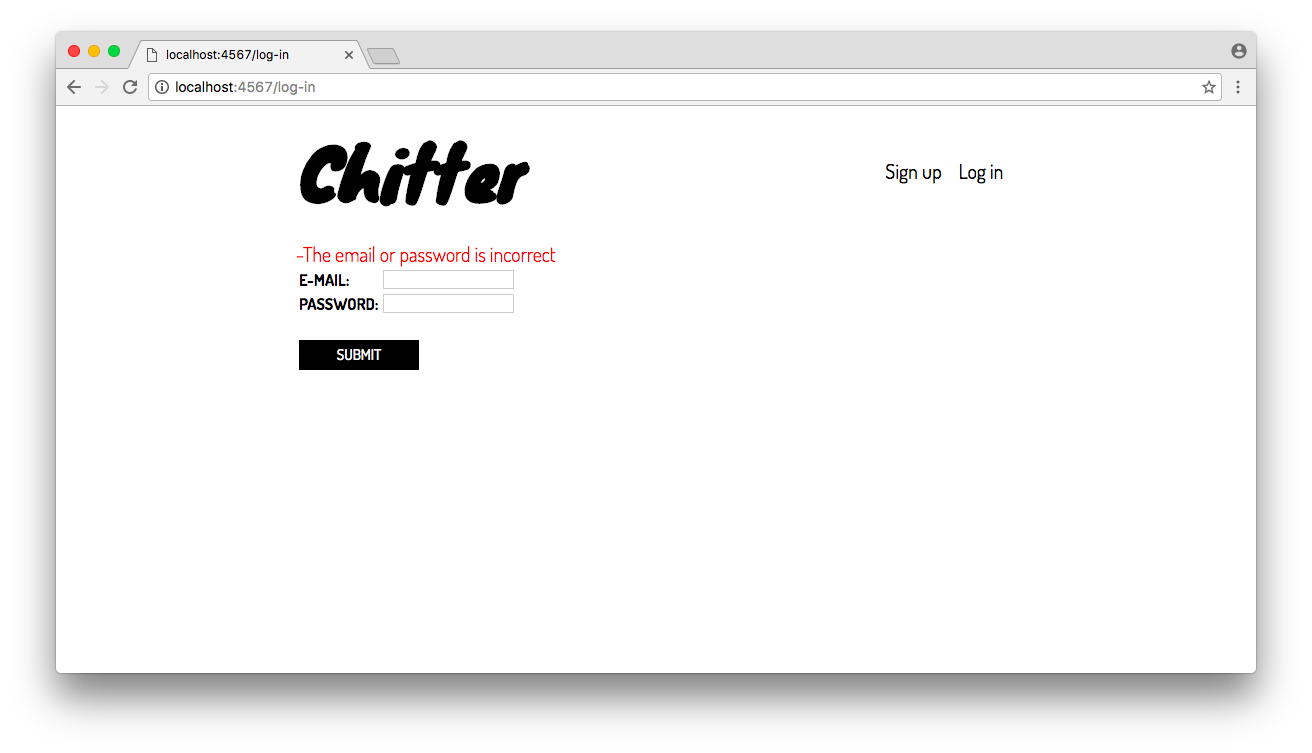 localhost:4567/log-in
localhost:4567/log-in
Chitter
Sign up Log in
-The email or password is incorrect
E-MAIL:
PASSWORD:
SUBMIT